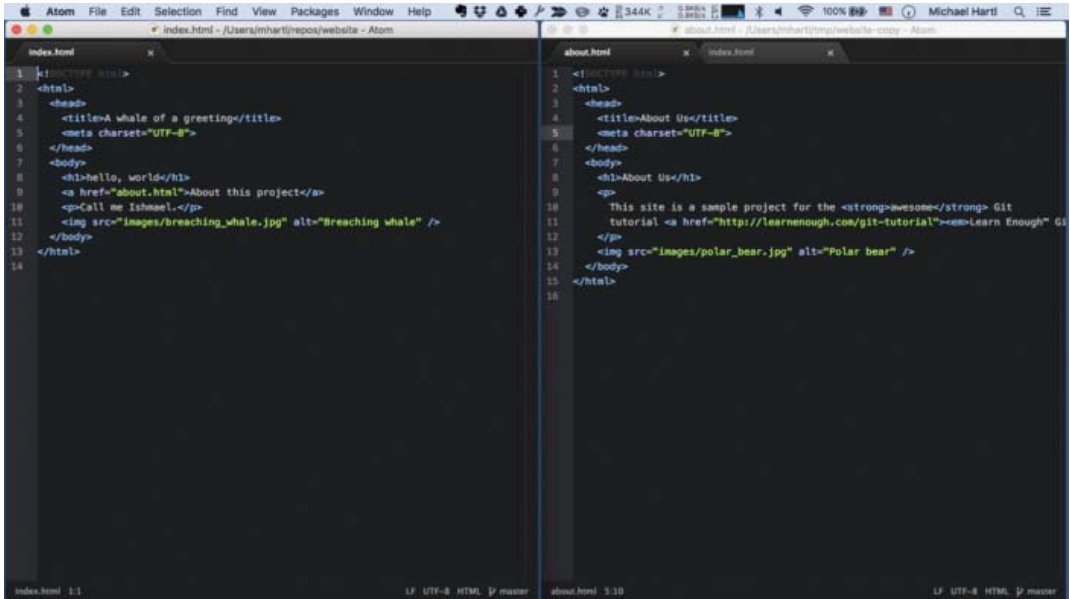 Atom File Edit Selection Find View Packages Window Help 344K 100% Michael Hartl
index.html - /Users/mhartl/repos/website - Atom
index.html
1 <!DOCTYPE html>
2 <html>
3 <head>
4 <title>A whale of a greeting</title>
5 <meta charset="UTF-8">
6 </head>
7 <body>
8 <h1>hello, world</h1>
9 <a href="about.html">About this project</a>
10 <p>Call me Ishmael.</p>
11 <img src="images/breaching_whale.jpg" alt="Breaching whale" />
12 </body>
13 </html>
14
index.html 1:1 LF UTF-8 HTML master
about.html - /Users/mhartl/tmp/website-copy - Atom
about.html index.html
1 <!DOCTYPE html>
2 <html>
3 <head>
4 <title>About Us</title>
5 <meta charset="UTF-8">
6 </head>
7 <body>
8 <h1>About Us</h1>
9 <p>
10 This site is a sample project for the <strong>awesome</strong> Git
11 tutorial <a href="http://learnenough.com/git-tutorial"><em>Learn Enough™ Gi
12 </p>
13 <img src="images/polar_bear.jpg" alt="Polar bear" />
14 </body>
15 </html>
16
about.html 5:10 LF UTF-8 HTML master